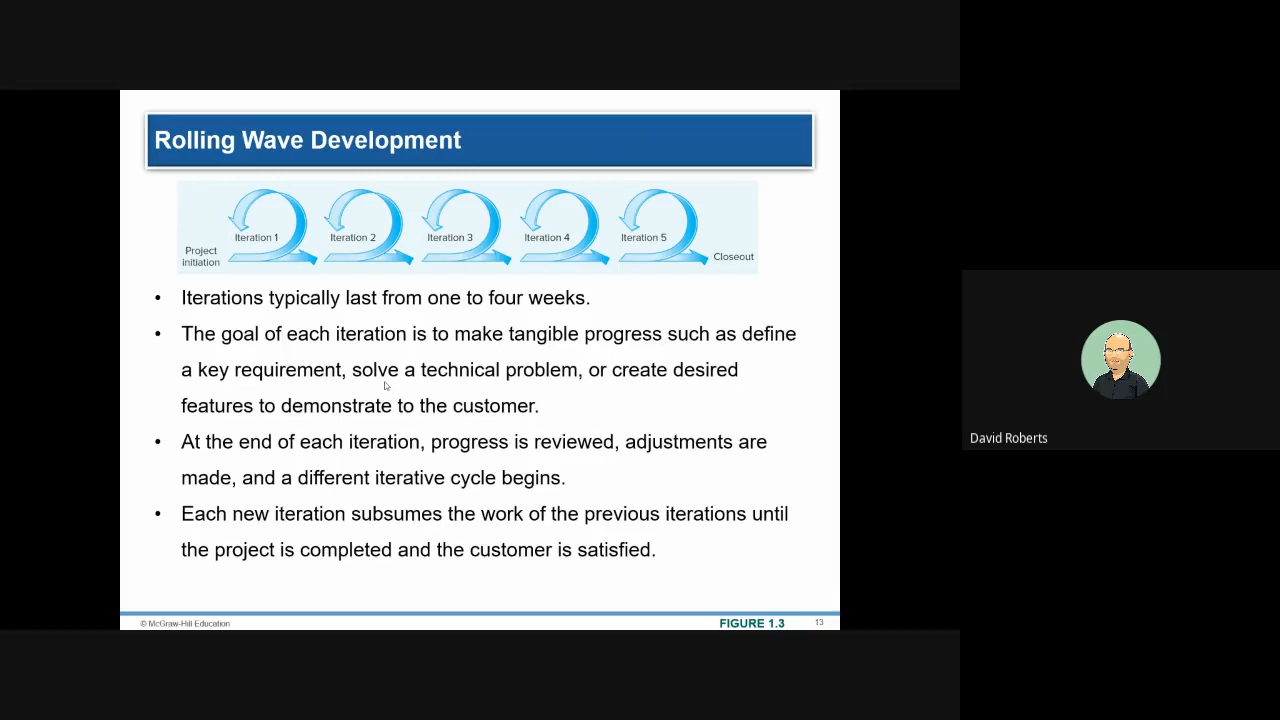 Rolling Wave Development
Project
initiation
Iteration 1
Iteration 2
Iteration 3
Iteration 4
Iteration 5
Closeout
• Iterations typically last from one to four weeks.
• The goal of each iteration is to make tangible progress such as define
a key requirement, solve a technical problem, or create desired
features to demonstrate to the customer.
• At the end of each iteration, progress is reviewed, adjustments are
made, and a different iterative cycle begins.
• Each new iteration subsumes the work of the previous iterations until
the project is completed and the customer is satisfied.
© McGraw-Hill Education
FIGURE 1.3
13
David Roberts